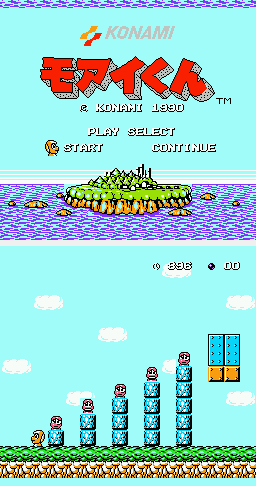 KONAMI
モアイくん
TM
© KONAMI 1990
PLAY SELECT
START CONTINUE
896 00